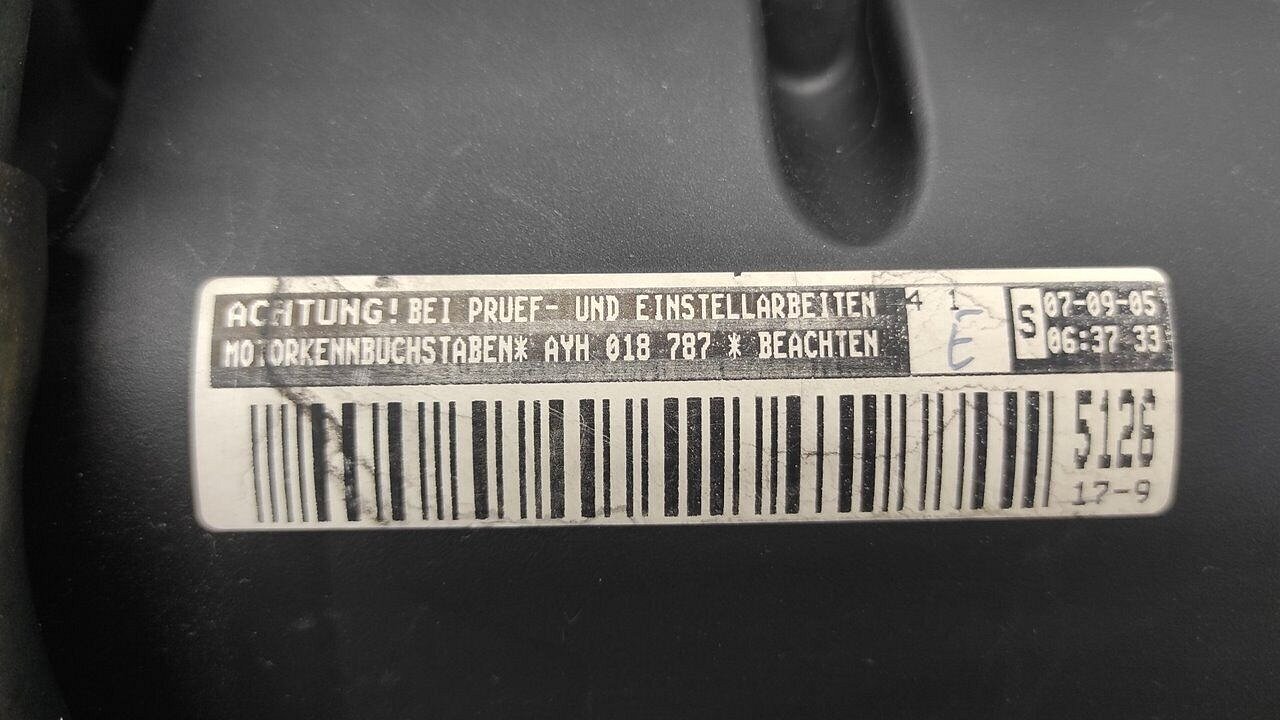 ACHTUNG! BEI PRUEF- UND EINSTELLARBEITEN
MOTORKENNBUCHSTABEN* AYH 018 787 * BEACHTEN
4 1
E
S
07-09-05
06:37 33
5126
17-9